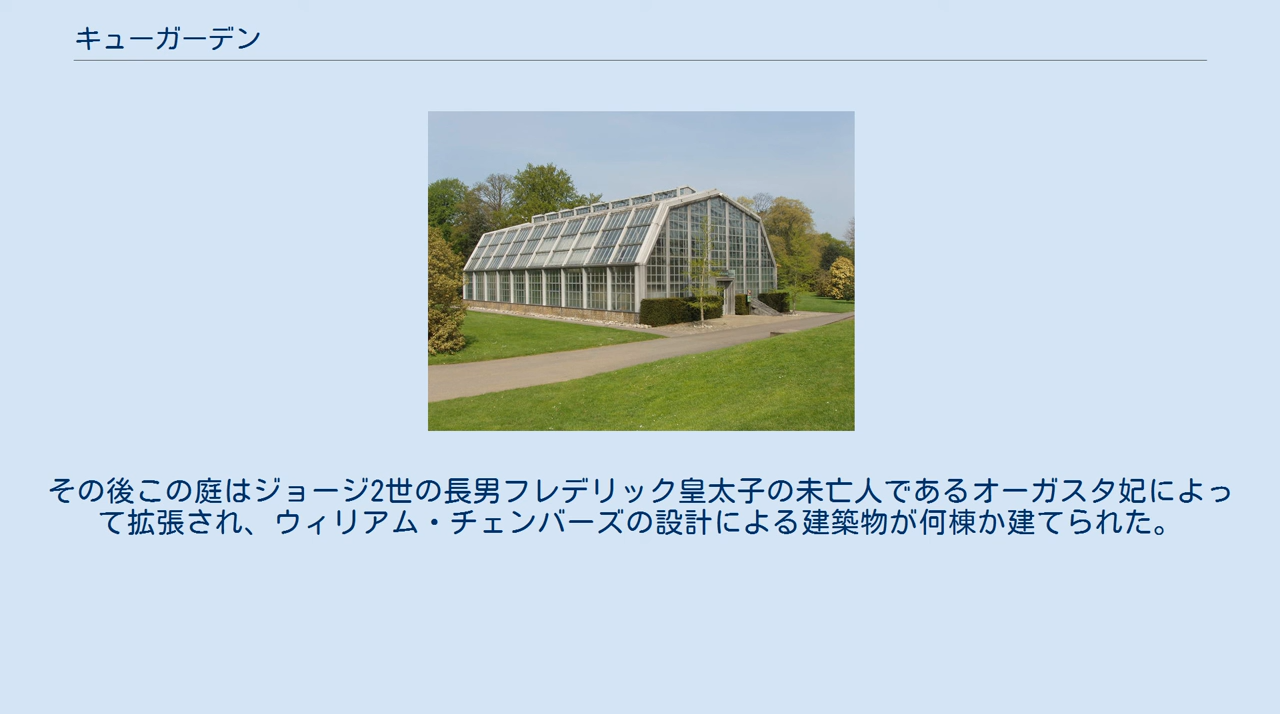 キューガーデン
その後この庭はジョージ2世の長男フレデリック皇太子の未亡人であるオーガスタ妃によっ
て拡張され、ウィリアム・チェンバーズの設計による建築物が何棟か建てられた。